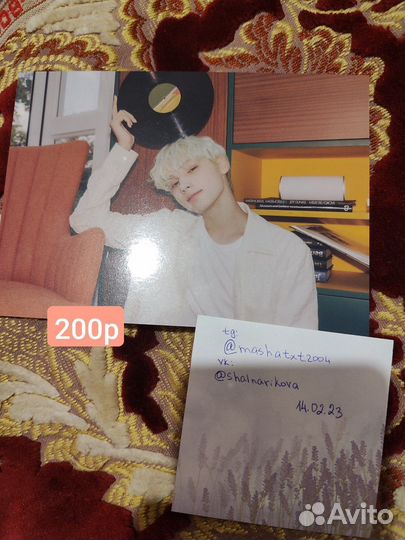 200р
tg:
@mashatxt2004
vk:
@shalnarikova
14.02.23
Avito